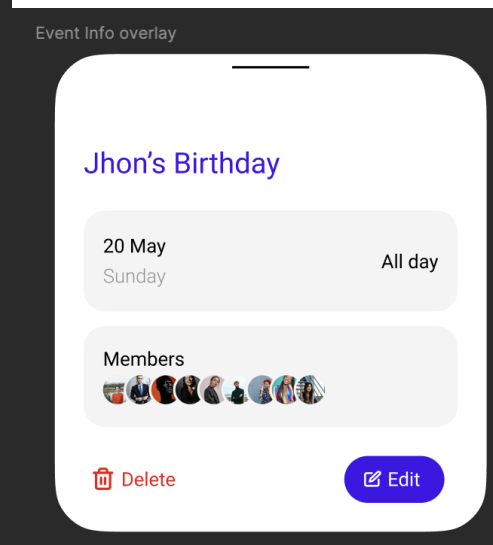 Event Info overlay
Jhon’s Birthday
20 May
Sunday
All day
Members
Delete
Edit